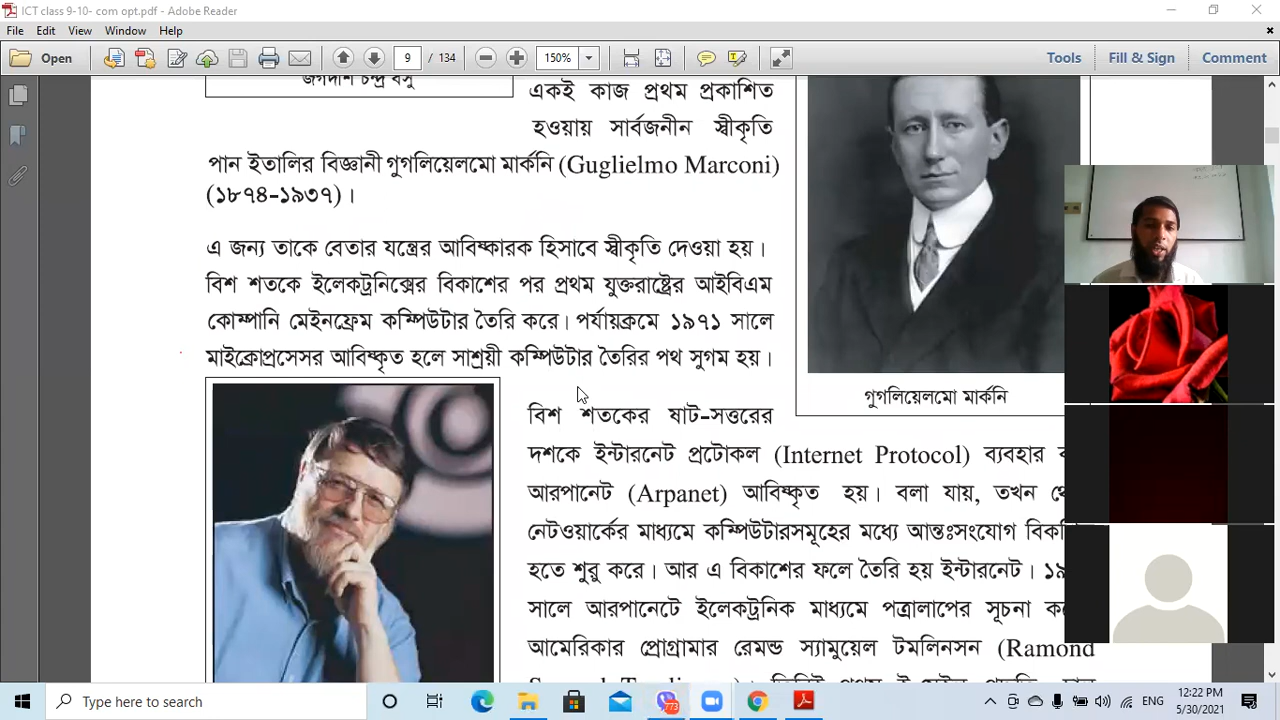 ICT class 9-10- com opt.pdf - Adobe Reader
File Edit View Window Help
Open 9 / 134 150% Tools Fill & Sign Comment
জগদীশ চন্দ্র বসু
একই কাজ প্রথম প্রকাশিত
হওয়ায় সার্বজনীন স্বীকৃতি
পান ইতালির বিজ্ঞানী গুগলিয়েলমো মার্কনি (Guglielmo Marconi)
(১৮৭৪-১৯৩৭)।
এ জন্য তাকে বেতার যন্ত্রের আবিষ্কারক হিসাবে স্বীকৃতি দেওয়া হয়।
বিশ শতকে ইলেকট্রনিক্সের বিকাশের পর প্রথম যুক্তরাষ্ট্রের আইবিএম
কোম্পানি মেইনফ্রেম কম্পিউটার তৈরি করে। পর্যায়ক্রমে ১৯৭১ সালে
মাইক্রোপ্রসেসর আবিষ্কৃত হলে সাশ্রয়ী কম্পিউটার তৈরির পথ সুগম হয়।
গুগলিয়েলমো মার্কনি
বিশ শতকের ষাট-সত্তরের
দশকে ইন্টারনেট প্রটোকল (Internet Protocol) ব্যবহার
আরপানেট (Arpanet) আবিষ্কৃত হয়। বলা যায়, তখন
নেটওয়ার্কের মাধ্যমে কম্পিউটারসমূহের মধ্যে আন্তঃসংযোগ
হতে শুরু করে। আর এ বিকাশের ফলে তৈরি হয় ইন্টারনেট।
সালে আরপানেটে ইলেকট্রনিক মাধ্যমে পত্রালাপের সূচনা
আমেরিকার প্রোগ্রামার রেমন্ড স্যামুয়েল টমলিনসন (Ramond
Type here to search
773
ENG
12:22 PM
5/30/2021